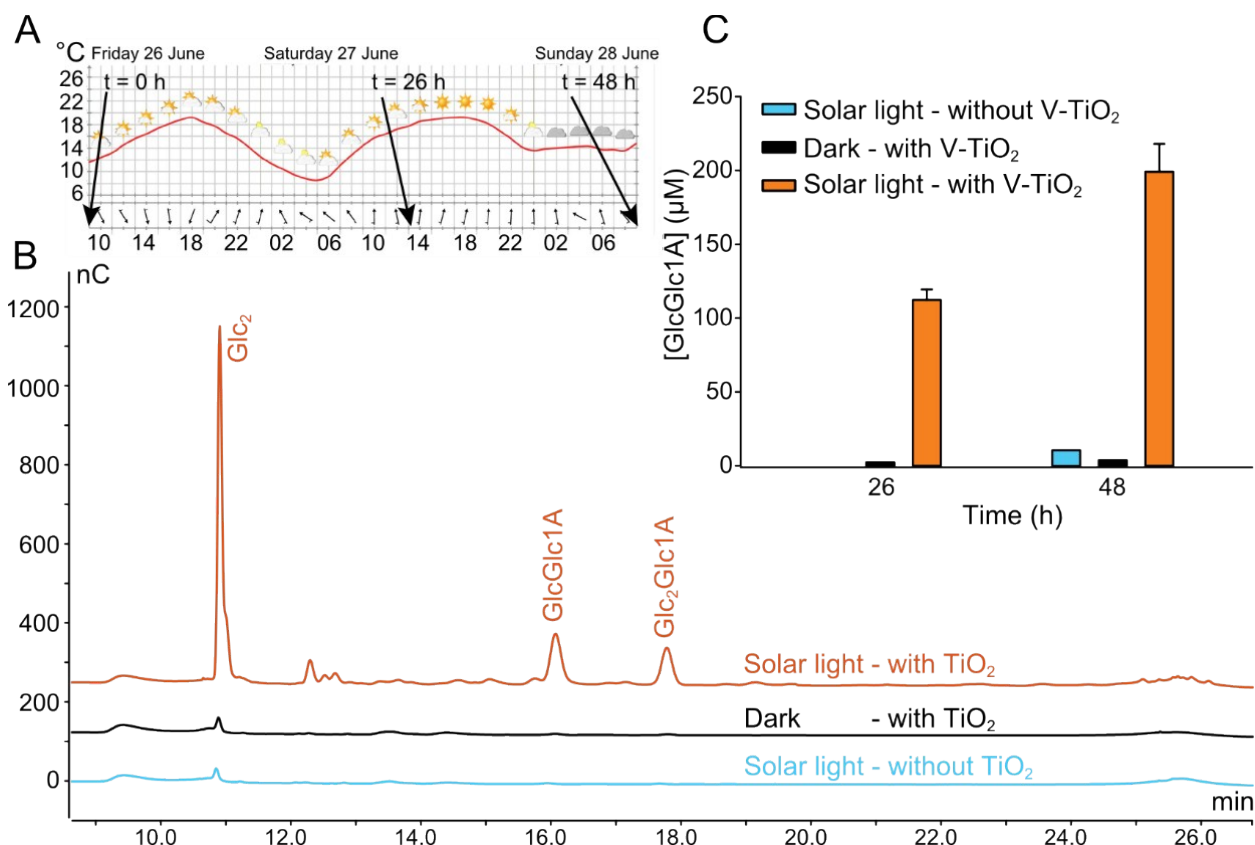 A
°C
Friday 26 June
Saturday 27 June
Sunday 28 June
t = 0 h
t = 26 h
t = 48 h
26
22
18
14
10
6
10 14 18 22 02 06 10 14 18 22 02 06
B
nC
1200
1000
800
600
400
200
0
Glc₂
GlcGlc1A
Glc₂Glc1A
Solar light - with TiO₂
Dark - with TiO₂
Solar light - without TiO₂
min
10.0 12.0 14.0 16.0 18.0 20.0 22.0 24.0 26.0
C
Solar light - without V-TiO₂
Dark - with V-TiO₂
Solar light - with V-TiO₂
[GlcGlc1A] (µM)
250
200
150
100
50
0
26 48
Time (h)